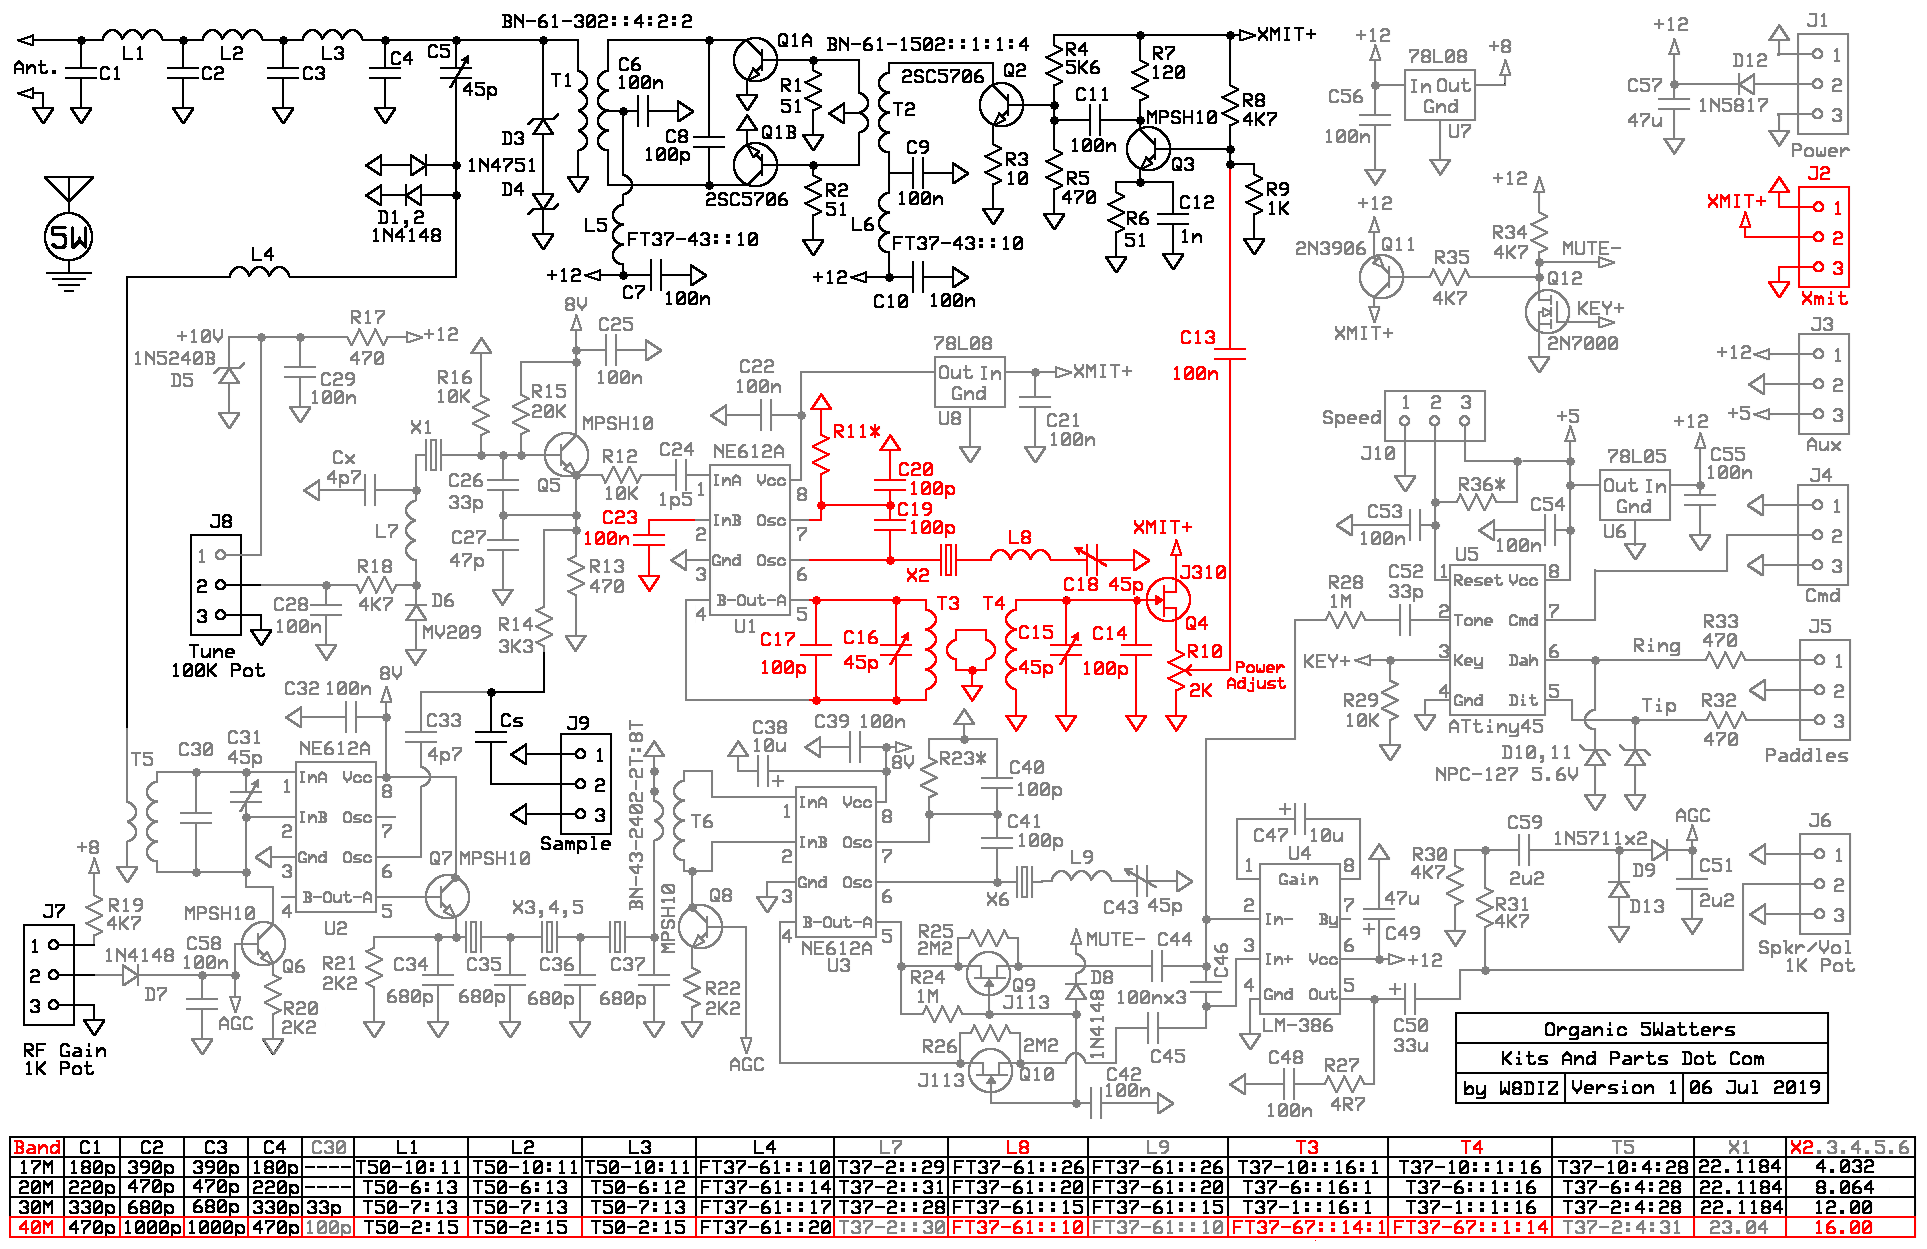 BN-61-302::4:2:2
Ant.
C1
L1
C2
L2
C3
L3
C4
C5
45p
D3
1N4751
D4
T1
C6
100n
C8
100p
Q1A
Q1B
2SC5706
R1
51
R2
51
BN-61-1502::1:1:4
2SC5706
T2
Q2
C9
100n
R3
10
R4
5K6
R5
470
C11
100n
R7
120
MPSH10
Q3
R6
51
C12
1n
XMIT+
R8
4K7
R9
1K
5W
D1,2
1N4148
L4
L5
FT37-43::10
+12
C7
100n
L6
FT37-43::10
+12
C10
100n
+12
78L08
In Out
Gnd
U7
+8
C56
100n
+12
D12
C57
1N5817
47u
J1
1
2
3
Power
J2
XMIT+
1
2
3
Xmit
+12
2N3906
Q11
XMIT+
R35
4K7
+12
R34
4K7
MUTE-
Q12
KEY+
2N7000
J3
+12
1
2
+5
3
Aux
+10V
1N5240B
D5
C29
100n
R17
470
+12
8V
C25
100n
R16
10K
R15
20K
MPSH10
Q5
X1
Cx
4p7
L7
C26
33p
C27
47p
R12
10K
C24
1p5
R13
470
R14
3K3
J8
1
2
3
Tune
100K Pot
C28
100n
R18
4K7
D6
MV209
C22
100n
78L08
Out In
Gnd
U8
XMIT+
C21
100n
NE612A
1
InA
Vcc
8
2
InB
Osc
7
3
Gnd
Osc
6
4
B-Out-A
5
U1
R11*
C20
100p
C19
100p
C23
100n
X2
L8
C18
45p
C13
100n
XMIT+
J310
Q4
R10
2K
Power
Adjust
C17
100p
C16
45p
T3
T4
C15
45p
C14
100p
Speed
1 2 3
J10
R36*
+5
+12
78L05
Out In
Gnd
U6
C55
100n
C53
100n
C54
100n
U5
1
Reset
Vcc
8
2
Tone
Cmd
7
3
Key
Dah
6
4
Gnd
Dit
5
ATtiny45
R28
1M
C52
33p
KEY+
R29
10K
J4
1
2
3
Cmd
Ring
R33
470
Tip
R32
470
J5
1
2
3
Paddles
D10,11
NPC-127 5.6V
C32
100n
8V
C33
4p7
Cs
J9
1
2
3
Sample
T5
C30
C31
45p
NE612A
1
InA
Vcc
8
2
InB
Osc
7
3
Gnd
Osc
6
4
B-Out-A
5
U2
Q7
MPSH10
+8
R19
4K7
MPSH10
Q6
J7
1
2
3
RF Gain
1K Pot
1N4148
D7
C58
100n
AGC
R20
2K2
R21
2K2
C34
680p
X3,4,5
C35
680p
C36
680p
C37
680p
BN-43-2402-2T:8T
T6
MPSH10
Q8
R22
2K2
AGC
C38
10u
C39
100n
8V
NE612A
1
InA
Vcc
8
2
InB
Osc
7
3
Gnd
Osc
6
4
B-Out-A
5
U3
R23*
C40
100p
C41
100p
X6
L9
C43
45p
R25
2M2
Q9
J113
R24
1M
R26
2M2
J113
Q10
MUTE-
D8
1N4148
C44
100nx3
C45
C46
C42
100n
C47
10u
U4
1
Gain
8
2
In-
By
7
3
In+
Vcc
6
4
Gnd
Out
5
LM-386
47u
C49
+12
C48
100n
R27
4R7
C50
33u
R30
4K7
R31
4K7
C59
2u2
1N5711x2
D9
D13
AGC
C51
2u2
J6
1
2
3
Spkr/Vol
1K Pot
Organic 5Watters
Kits And Parts Dot Com
by W8DIZ Version 1 06 Jul 2019
Band C1 C2 C3 C4 C30 L1 L2 L3 L4 L7 L8 L9 T3 T4 T5 X1 X2.3.4.5.6
17M 180p 390p 390p 180p ---- T50-10:11 T50-10:11 T50-10:11 FT37-61::10 T37-2::29 FT37-61::26 FT37-61::26 T37-10::16:1 T37-10::1:16 T37-10:4:28 22.1184 4.032
20M 220p 470p 470p 220p ---- T50-6:13 T50-6:13 T50-6:12 FT37-61::14 T37-2::31 FT37-61::20 FT37-61::20 T37-6::16:1 T37-6::1:16 T37-6:4:28 22.1184 8.064
30M 330p 680p 680p 330p 33p T50-7:13 T50-7:13 T50-7:13 FT37-61::17 T37-2::28 FT37-61::15 FT37-61::15 T37-1::16:1 T37-1::1:16 T37-2:4:28 22.1184 12.00
40M 470p 1000p 1000p 470p 100p T50-2:15 T50-2:15 T50-2:15 FT37-61::20 T37-2::30 FT37-61::10 FT37-61::10 FT37-67::14:1 FT37-67::1:14 T37-2:4:31 23.04 16.00